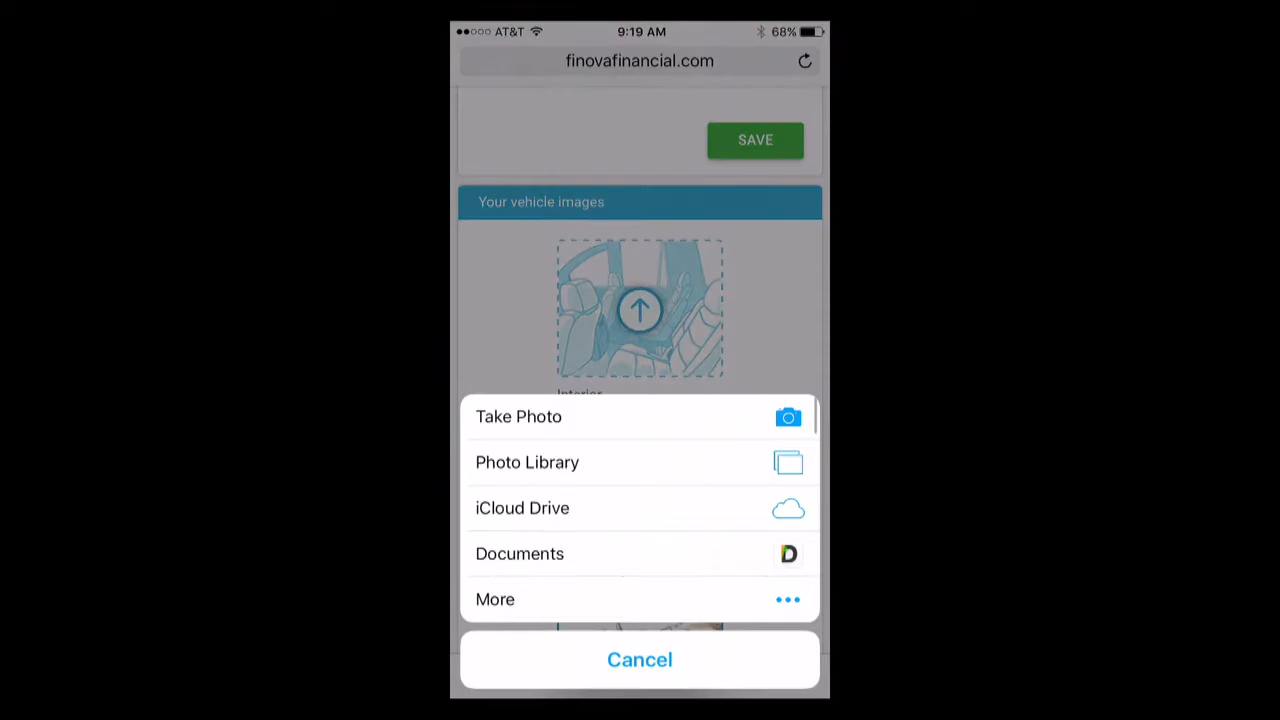 AT&T 9:19 AM 68%
finovafinancial.com
SAVE
Your vehicle images
Interior
Take Photo
Photo Library
iCloud Drive
Documents
D
More
Cancel